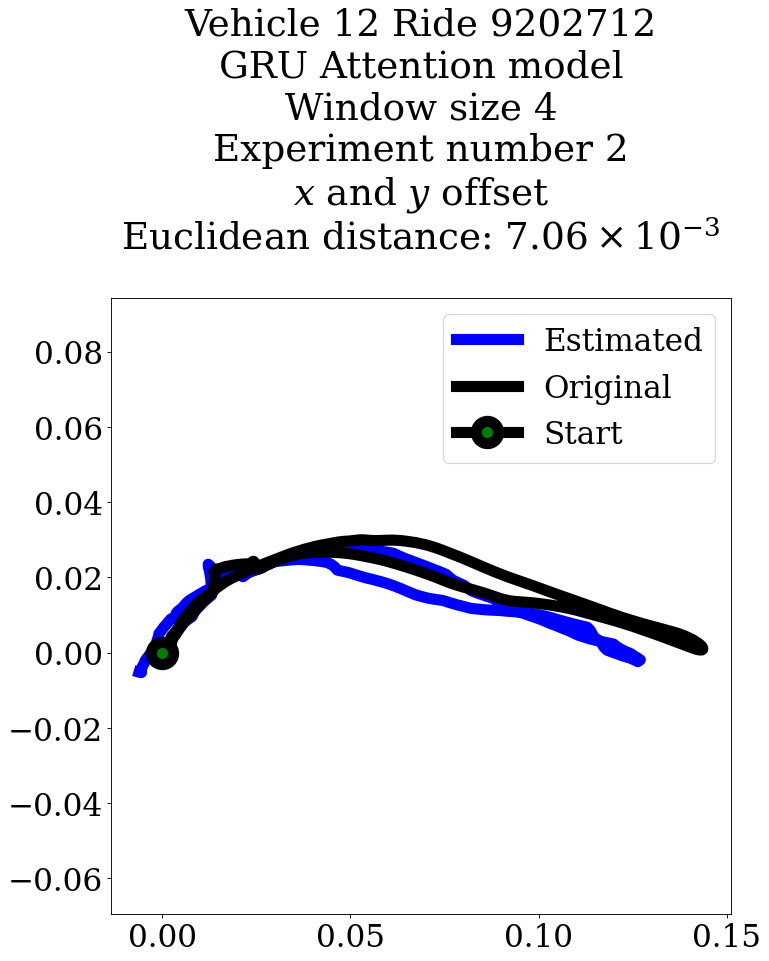 Vehicle 12 Ride 9202712
GRU Attention model
Window size 4
Experiment number 2
x and y offset
Euclidean distance: 7.06 × 10⁻³
Estimated
Original
Start
0.08
0.06
0.04
0.02
0.00
−0.02
−0.04
−0.06
0.00 0.05 0.10 0.15